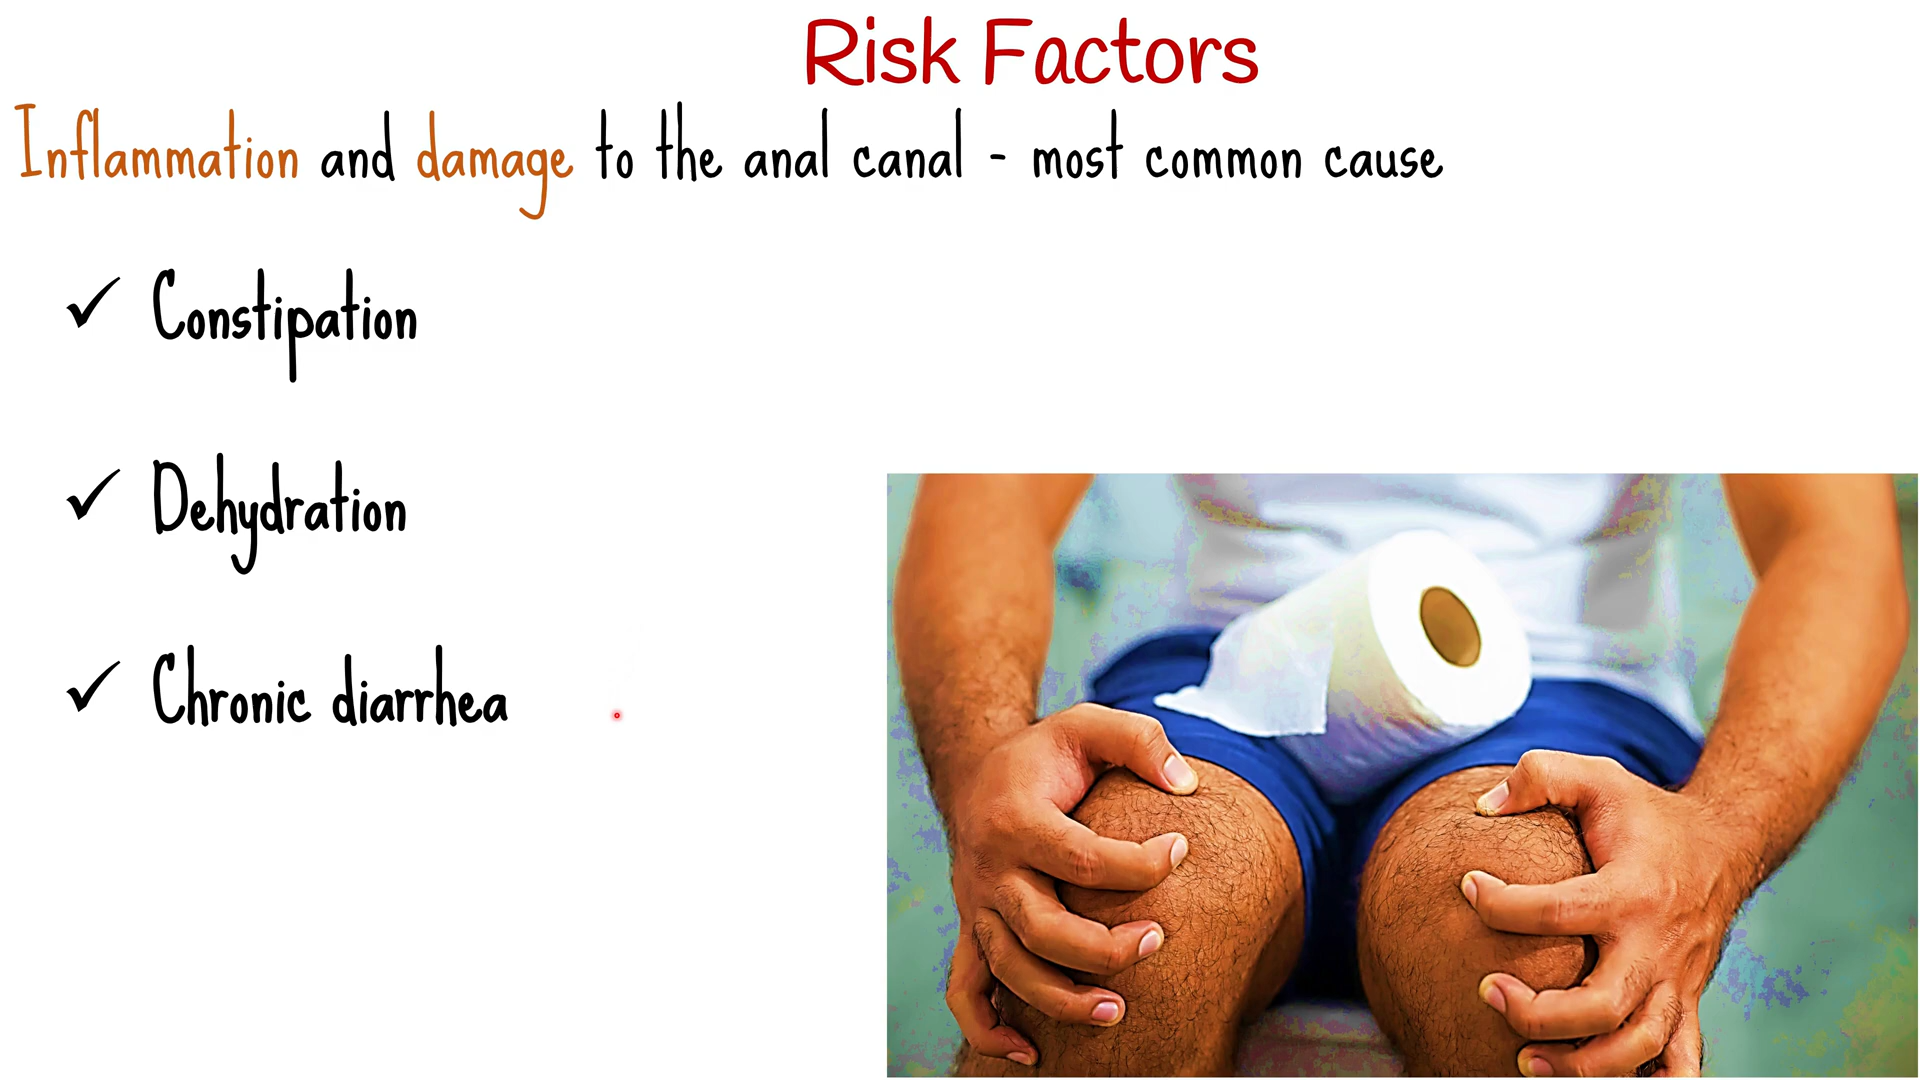 Risk Factors
Inflammation and damage to the anal canal - most common cause
✓ Constipation
✓ Dehydration
✓ Chronic diarrhea